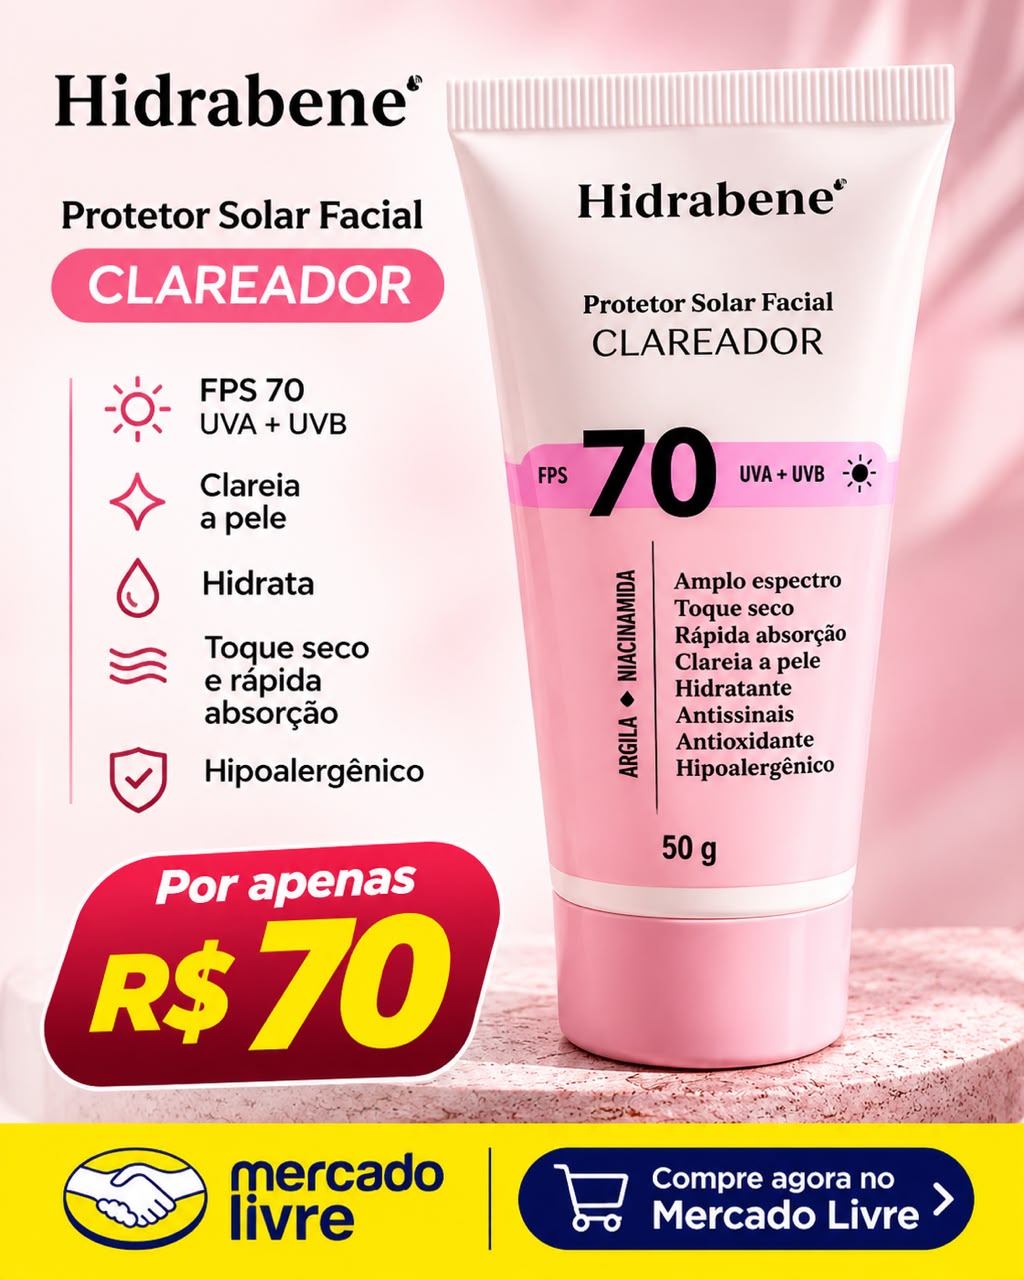 Hidrabene
Protetor Solar Facial
CLAREADOR
FPS 70
UVA + UVB
Clareia
a pele
Hidrata
Toque seco
e rápida
absorção
Hipoalergênico
Por apenas
R$ 70
Hidrabene
Protetor Solar Facial
CLAREADOR
FPS 70 UVA + UVB
ARGILA ◆ NIACINAMIDA
Amplo espectro
Toque seco
Rápida absorção
Clareia a pele
Hidratante
Antissinais
Antioxidante
Hipoalergênico
50 g
mercado
livre
Compre agora no
Mercado Livre